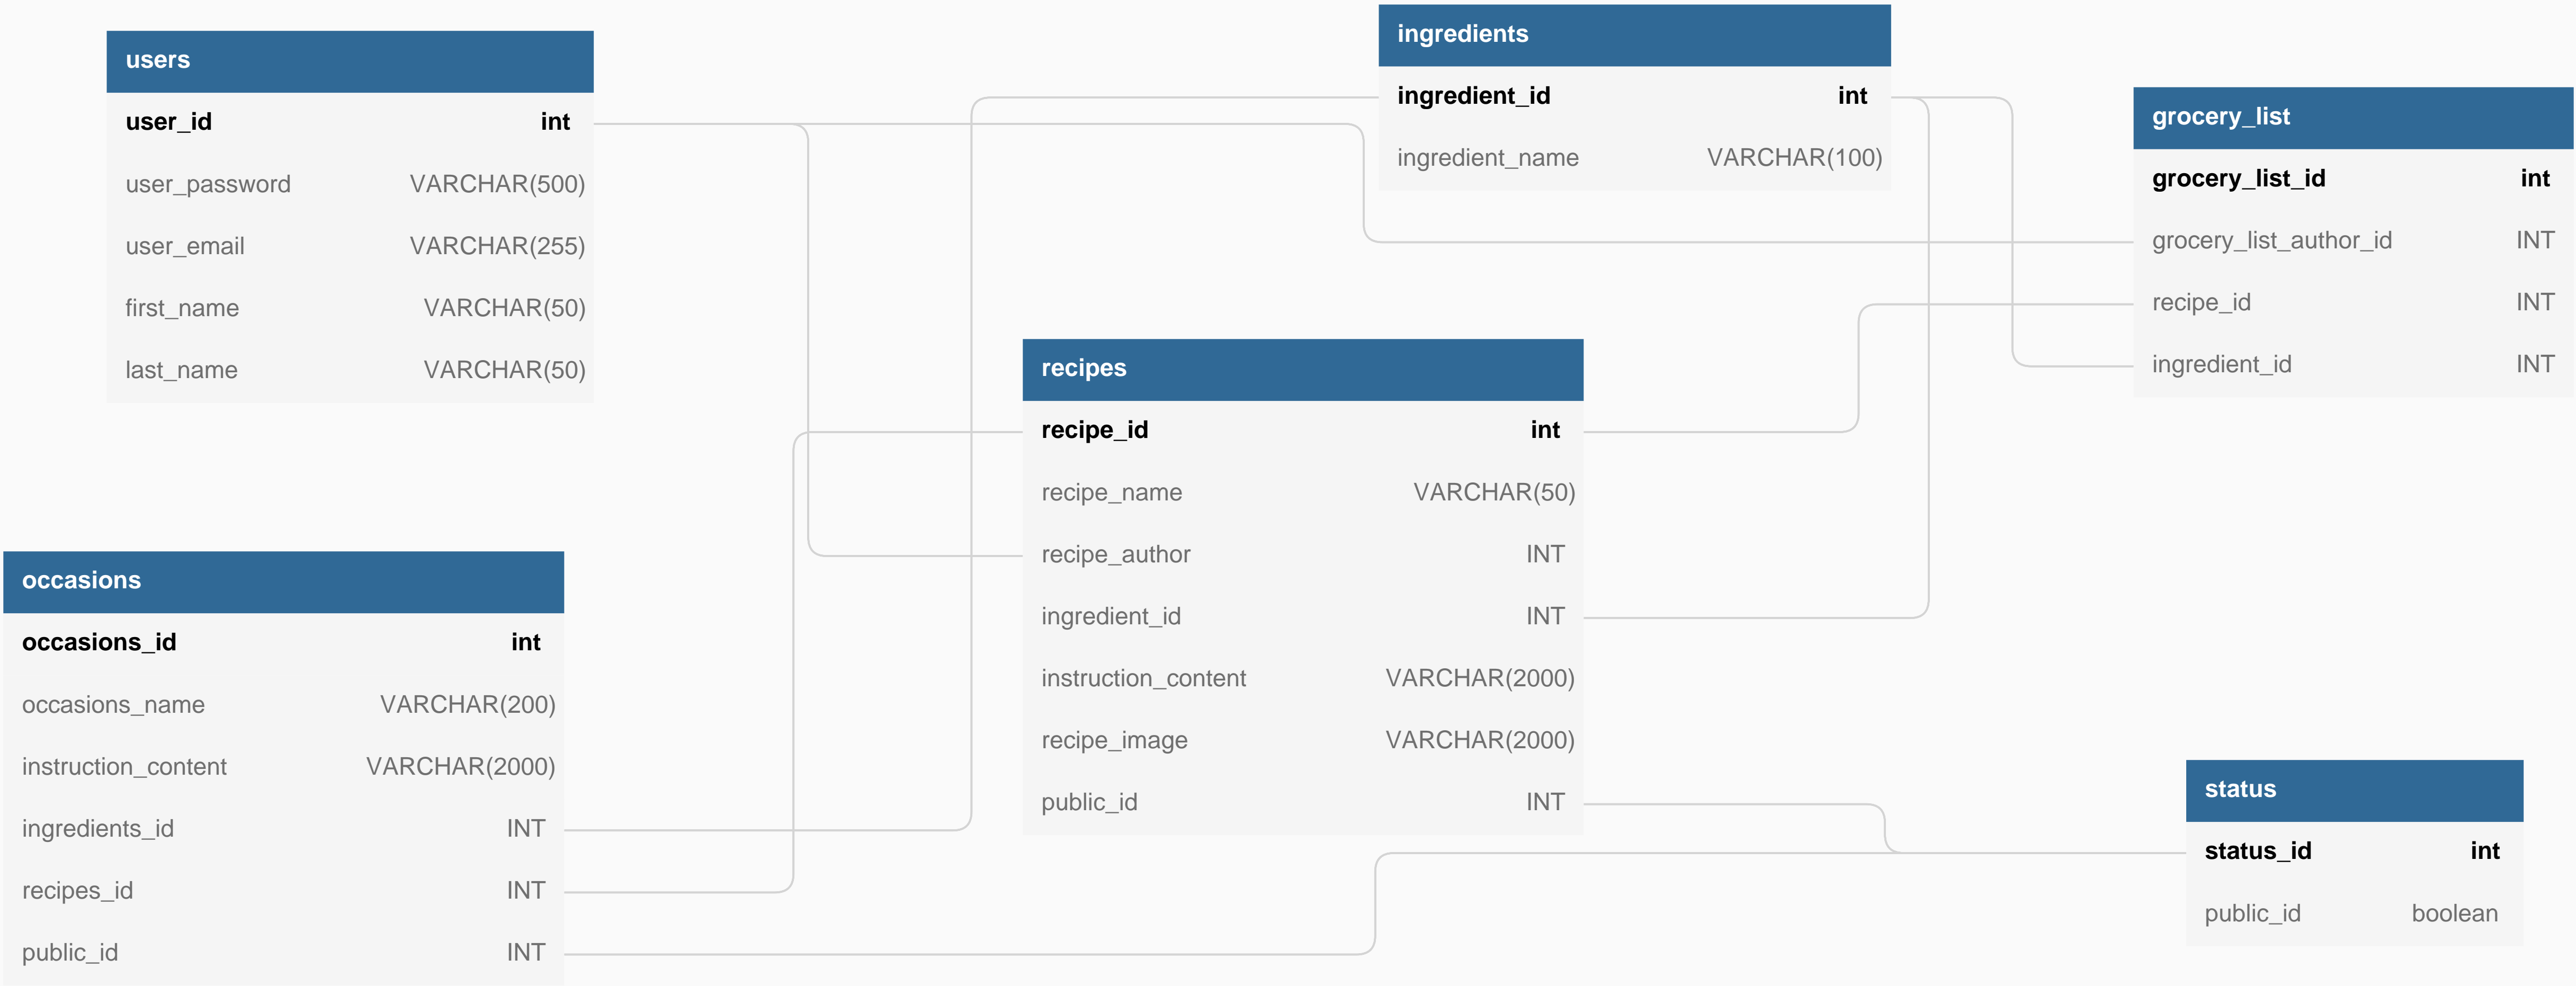 users
user_id int
user_password VARCHAR(500)
user_email VARCHAR(255)
first_name VARCHAR(50)
last_name VARCHAR(50)
ingredients
ingredient_id int
ingredient_name VARCHAR(100)
grocery_list
grocery_list_id int
grocery_list_author_id INT
recipe_id INT
ingredient_id INT
recipes
recipe_id int
recipe_name VARCHAR(50)
recipe_author INT
ingredient_id INT
instruction_content VARCHAR(2000)
recipe_image VARCHAR(2000)
public_id INT
occasions
occasions_id int
occasions_name VARCHAR(200)
instruction_content VARCHAR(2000)
ingredients_id INT
recipes_id INT
public_id INT
status
status_id int
public_id boolean